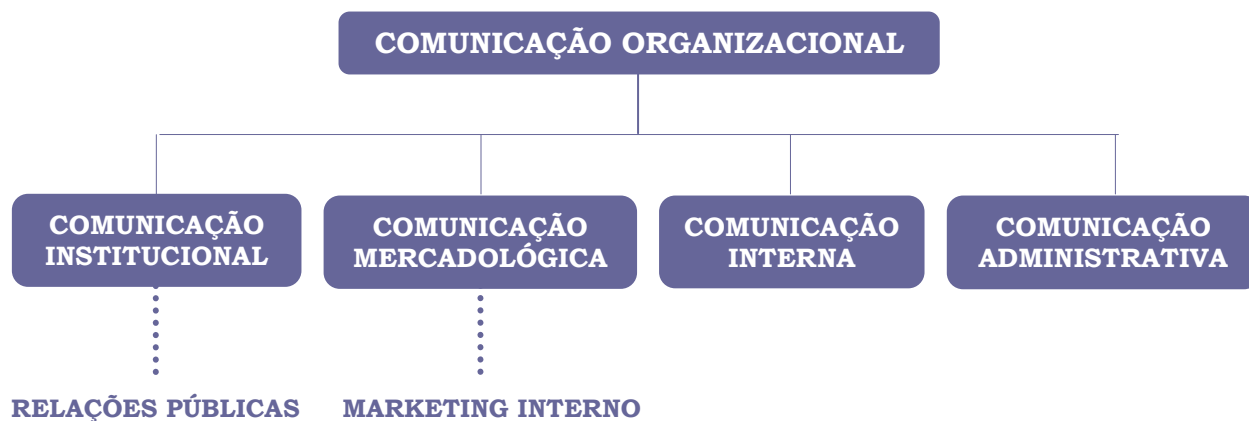 COMUNICAÇÃO ORGANIZACIONAL
COMUNICAÇÃO
INSTITUCIONAL
COMUNICAÇÃO
MERCADOLÓGICA
COMUNICAÇÃO
INTERNA
COMUNICAÇÃO
ADMINISTRATIVA
RELAÇÕES PÚBLICAS
MARKETING INTERNO